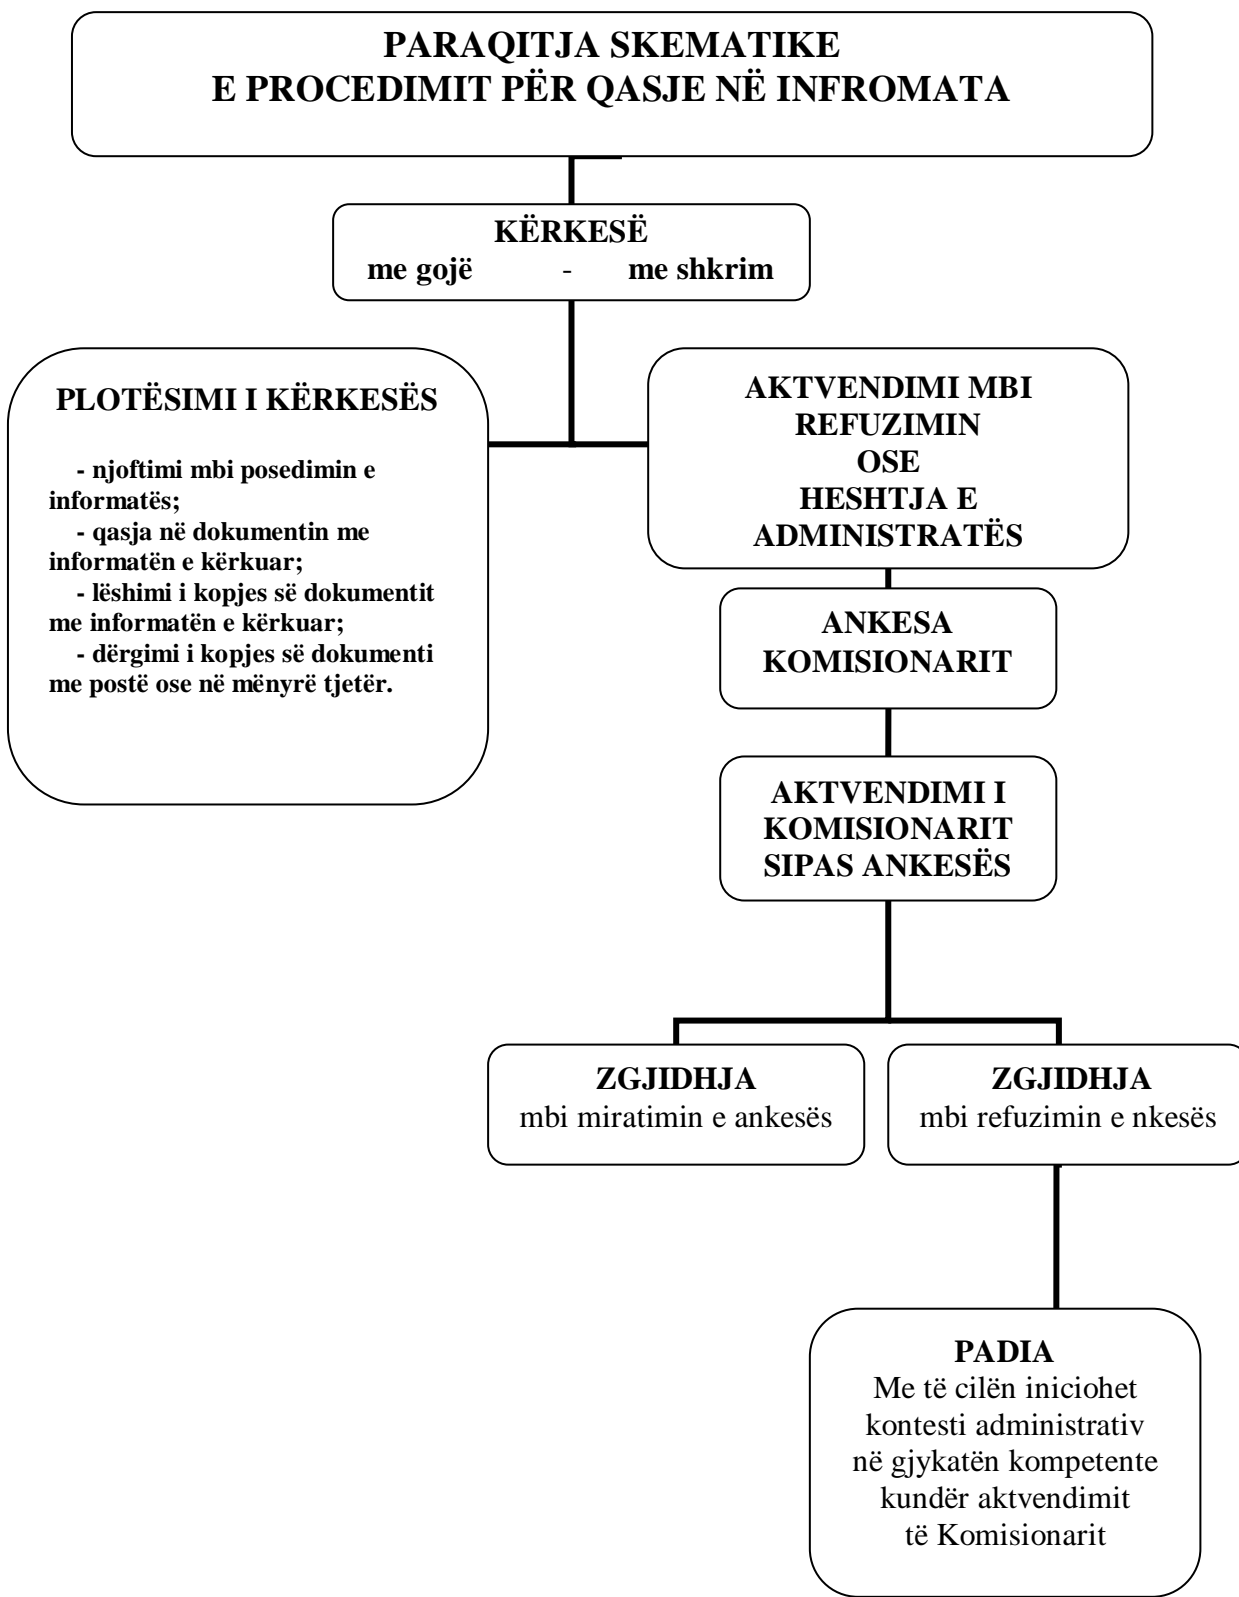 PARAQITJA SKEMATIKE
E PROCEDIMIT PËR QASJE NË INFROMATA
KËRKESË
me gojë - me shkrim
PLOTËSIMI I KËRKESËS
- njoftimi mbi posedimin e
informatës;
- qasja në dokumentin me
informatën e kërkuar;
- lëshimi i kopjes së dokumentit
me informatën e kërkuar;
- dërgimi i kopjes së dokumenti
me postë ose në mënyrë tjetër.
AKTVENDIMI MBI
REFUZIMIN
OSE
HESHTJA E
ADMINISTRATËS
ANKESA
KOMISIONARIT
AKTVENDIMI I
KOMISIONARIT
SIPAS ANKESËS
ZGJIDHJA
mbi miratimin e ankesës
ZGJIDHJA
mbi refuzimin e nkesës
PADIA
Me të cilën iniciohet
kontesti administrativ
në gjykatën kompetente
kundër aktvendimit
të Komisionarit